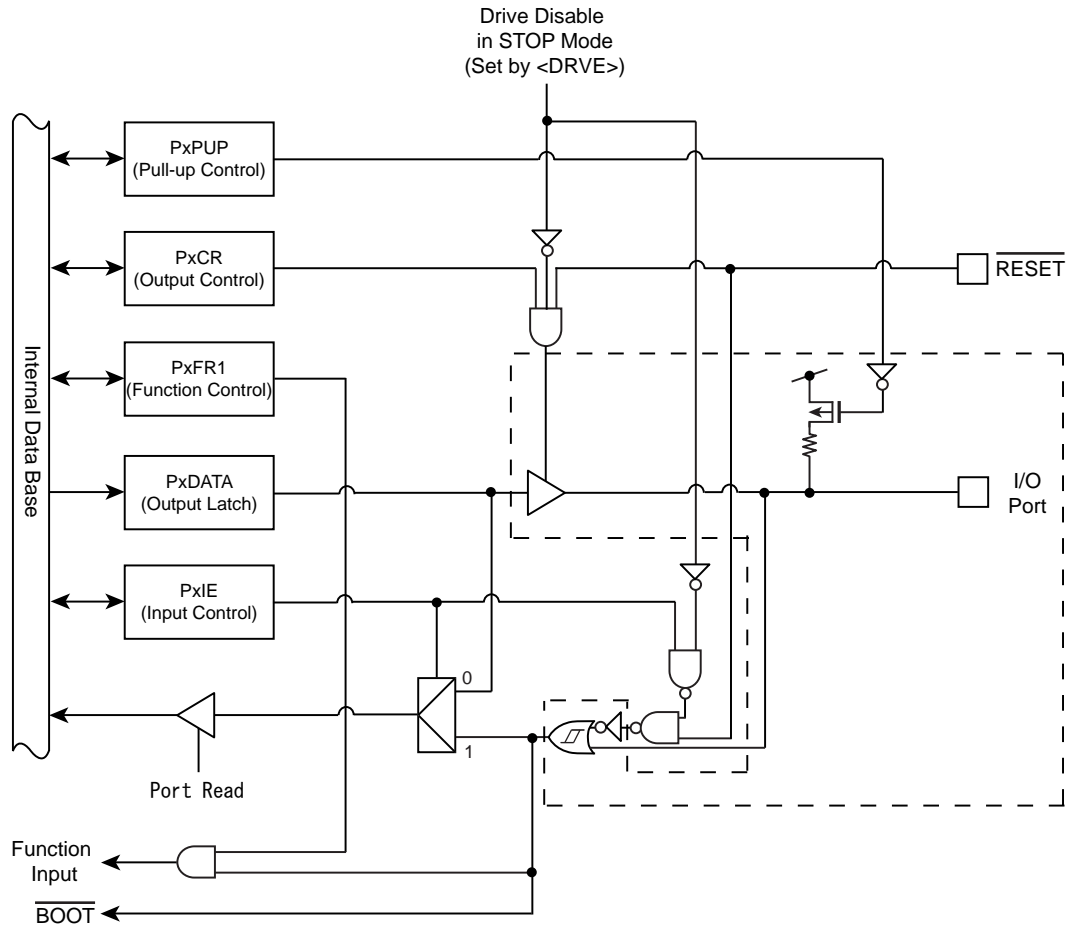 Drive Disable
in STOP Mode
(Set by <DRVE>)
PxPUP
(Pull-up Control)
PxCR
(Output Control)
RESET
PxFR1
(Function Control)
Internal Data Base
PxDATA
(Output Latch)
I/O
Port
PxIE
(Input Control)
0
1
Port Read
Function
Input
BOOT